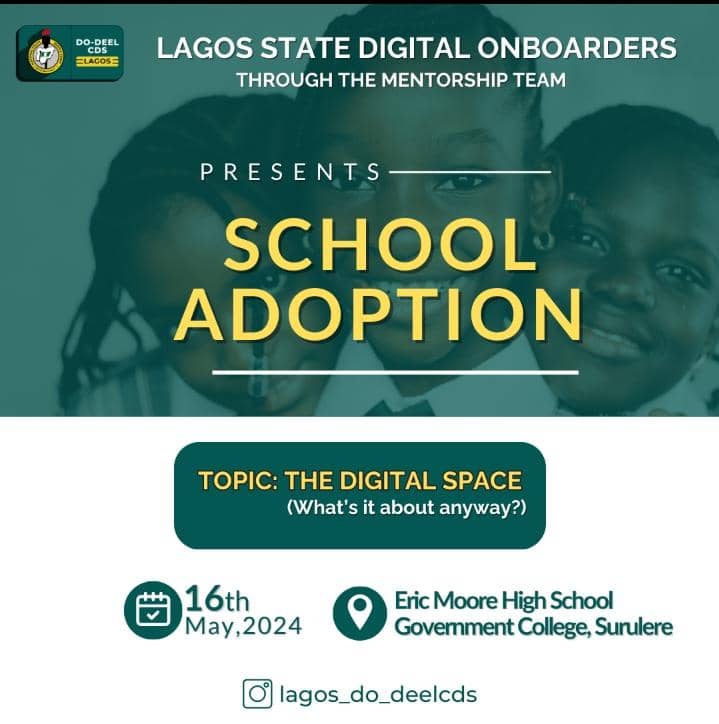 DO-DEEL
CDS
LAGOS
LAGOS STATE DIGITAL ONBOARDERS
THROUGH THE MENTORSHIP TEAM
PRESENTS
SCHOOL
ADOPTION
TOPIC: THE DIGITAL SPACE
(What's it about anyway?)
16th
May,2024
Eric Moore High School
Government College, Surulere
lagos_do_deelcds